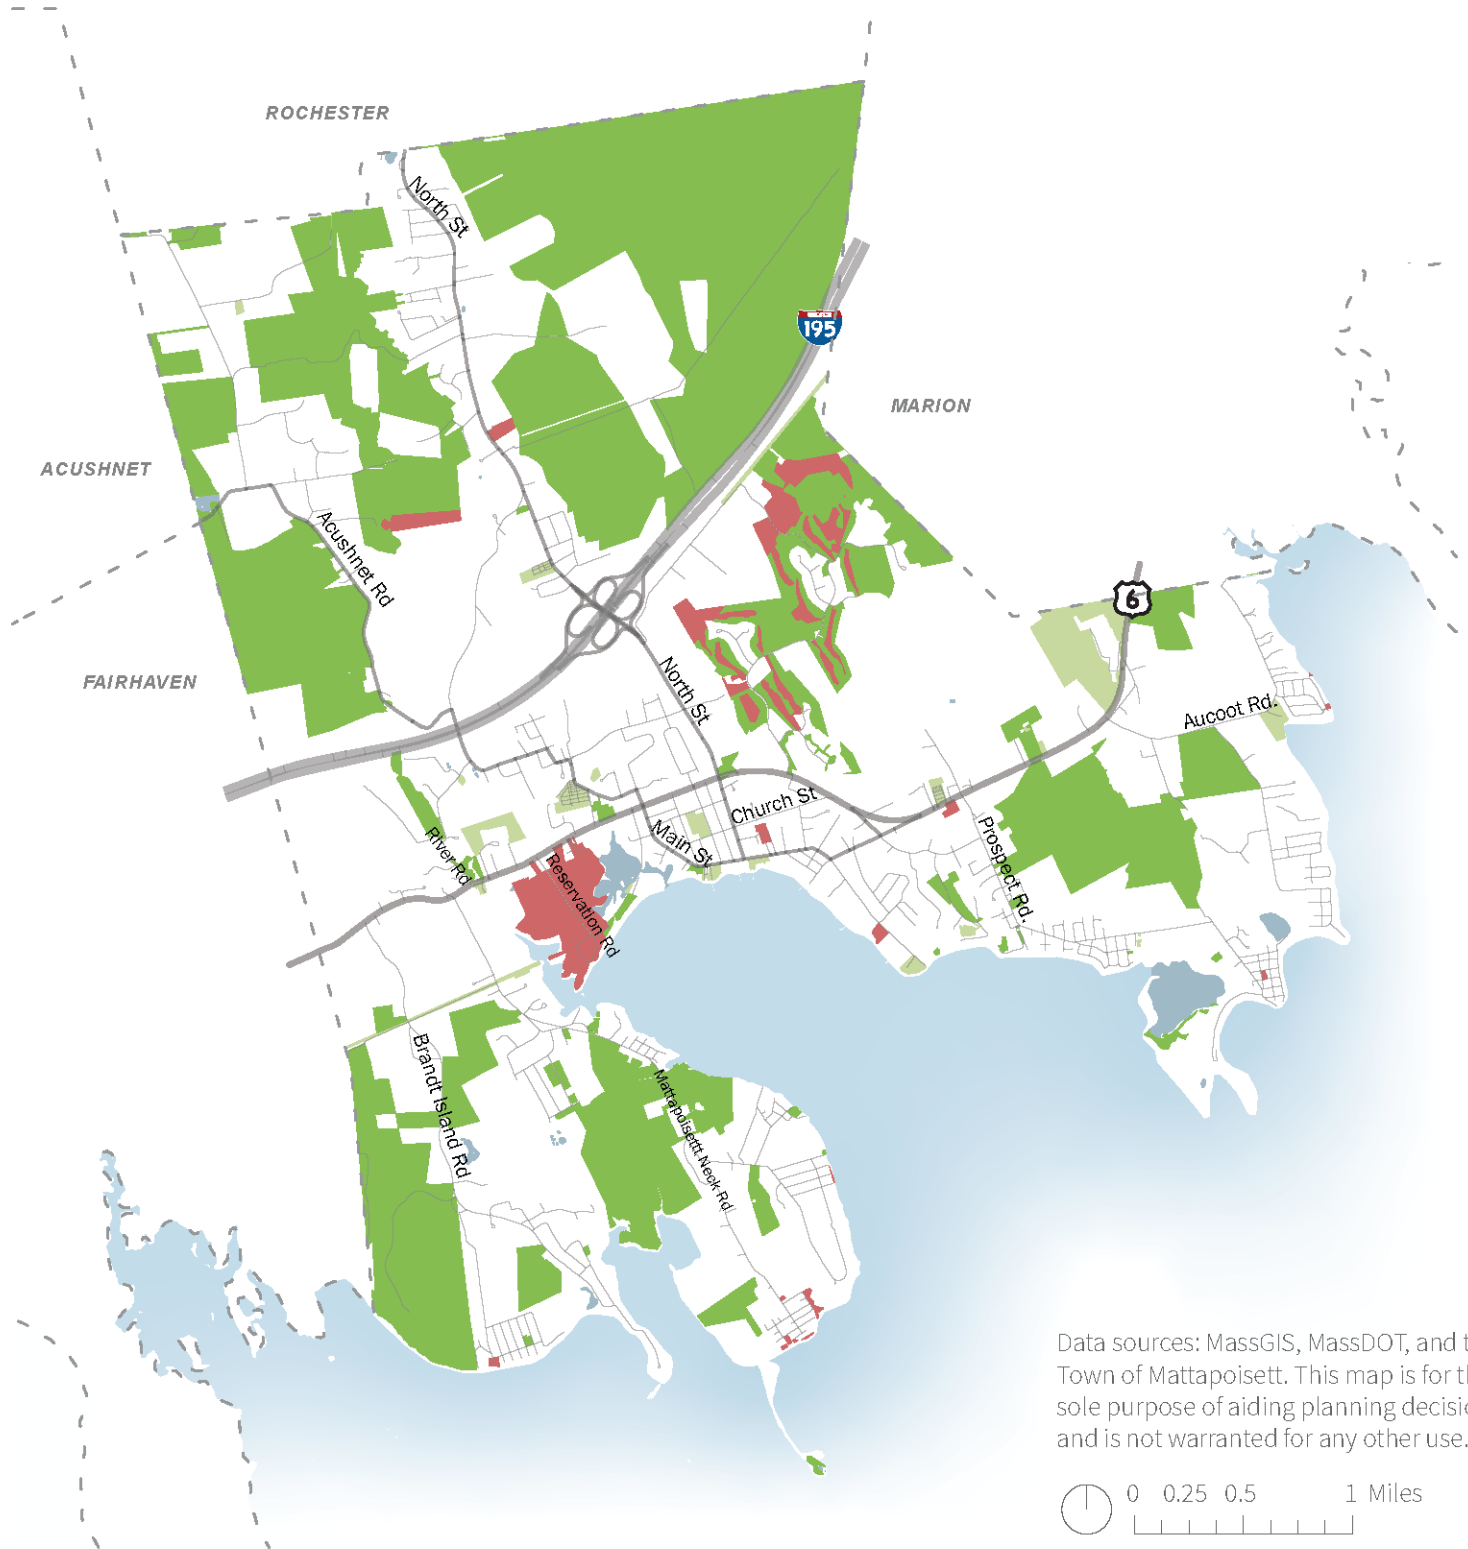 ROCHESTER
North St
195
MARION
ACUSHNET
Acushnet Rd
6
FAIRHAVEN
North St
Aucoot Rd.
Church St
Main St
River Rd
Prospect Rd.
Reservation Rd
Brandt Island Rd
Mattapoisettt Neck Rd
Data sources: MassGIS, MassDOT, and t
Town of Mattapoisett. This map is for th
sole purpose of aiding planning decisio
and is not warranted for any other use.
0 0.25 0.5 1 Miles